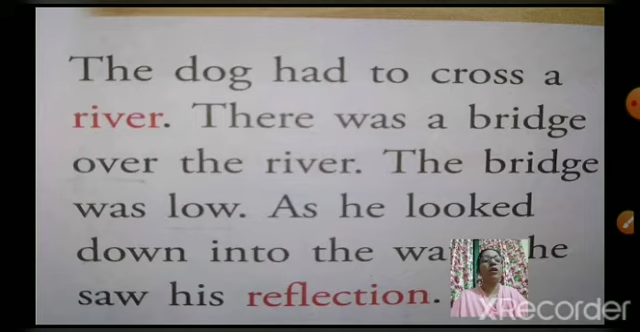 The dog had to cross a
river. There was a bridge
over the river. The bridge
was low. As he looked
down into the wa he
saw his reflection.
XRecorder